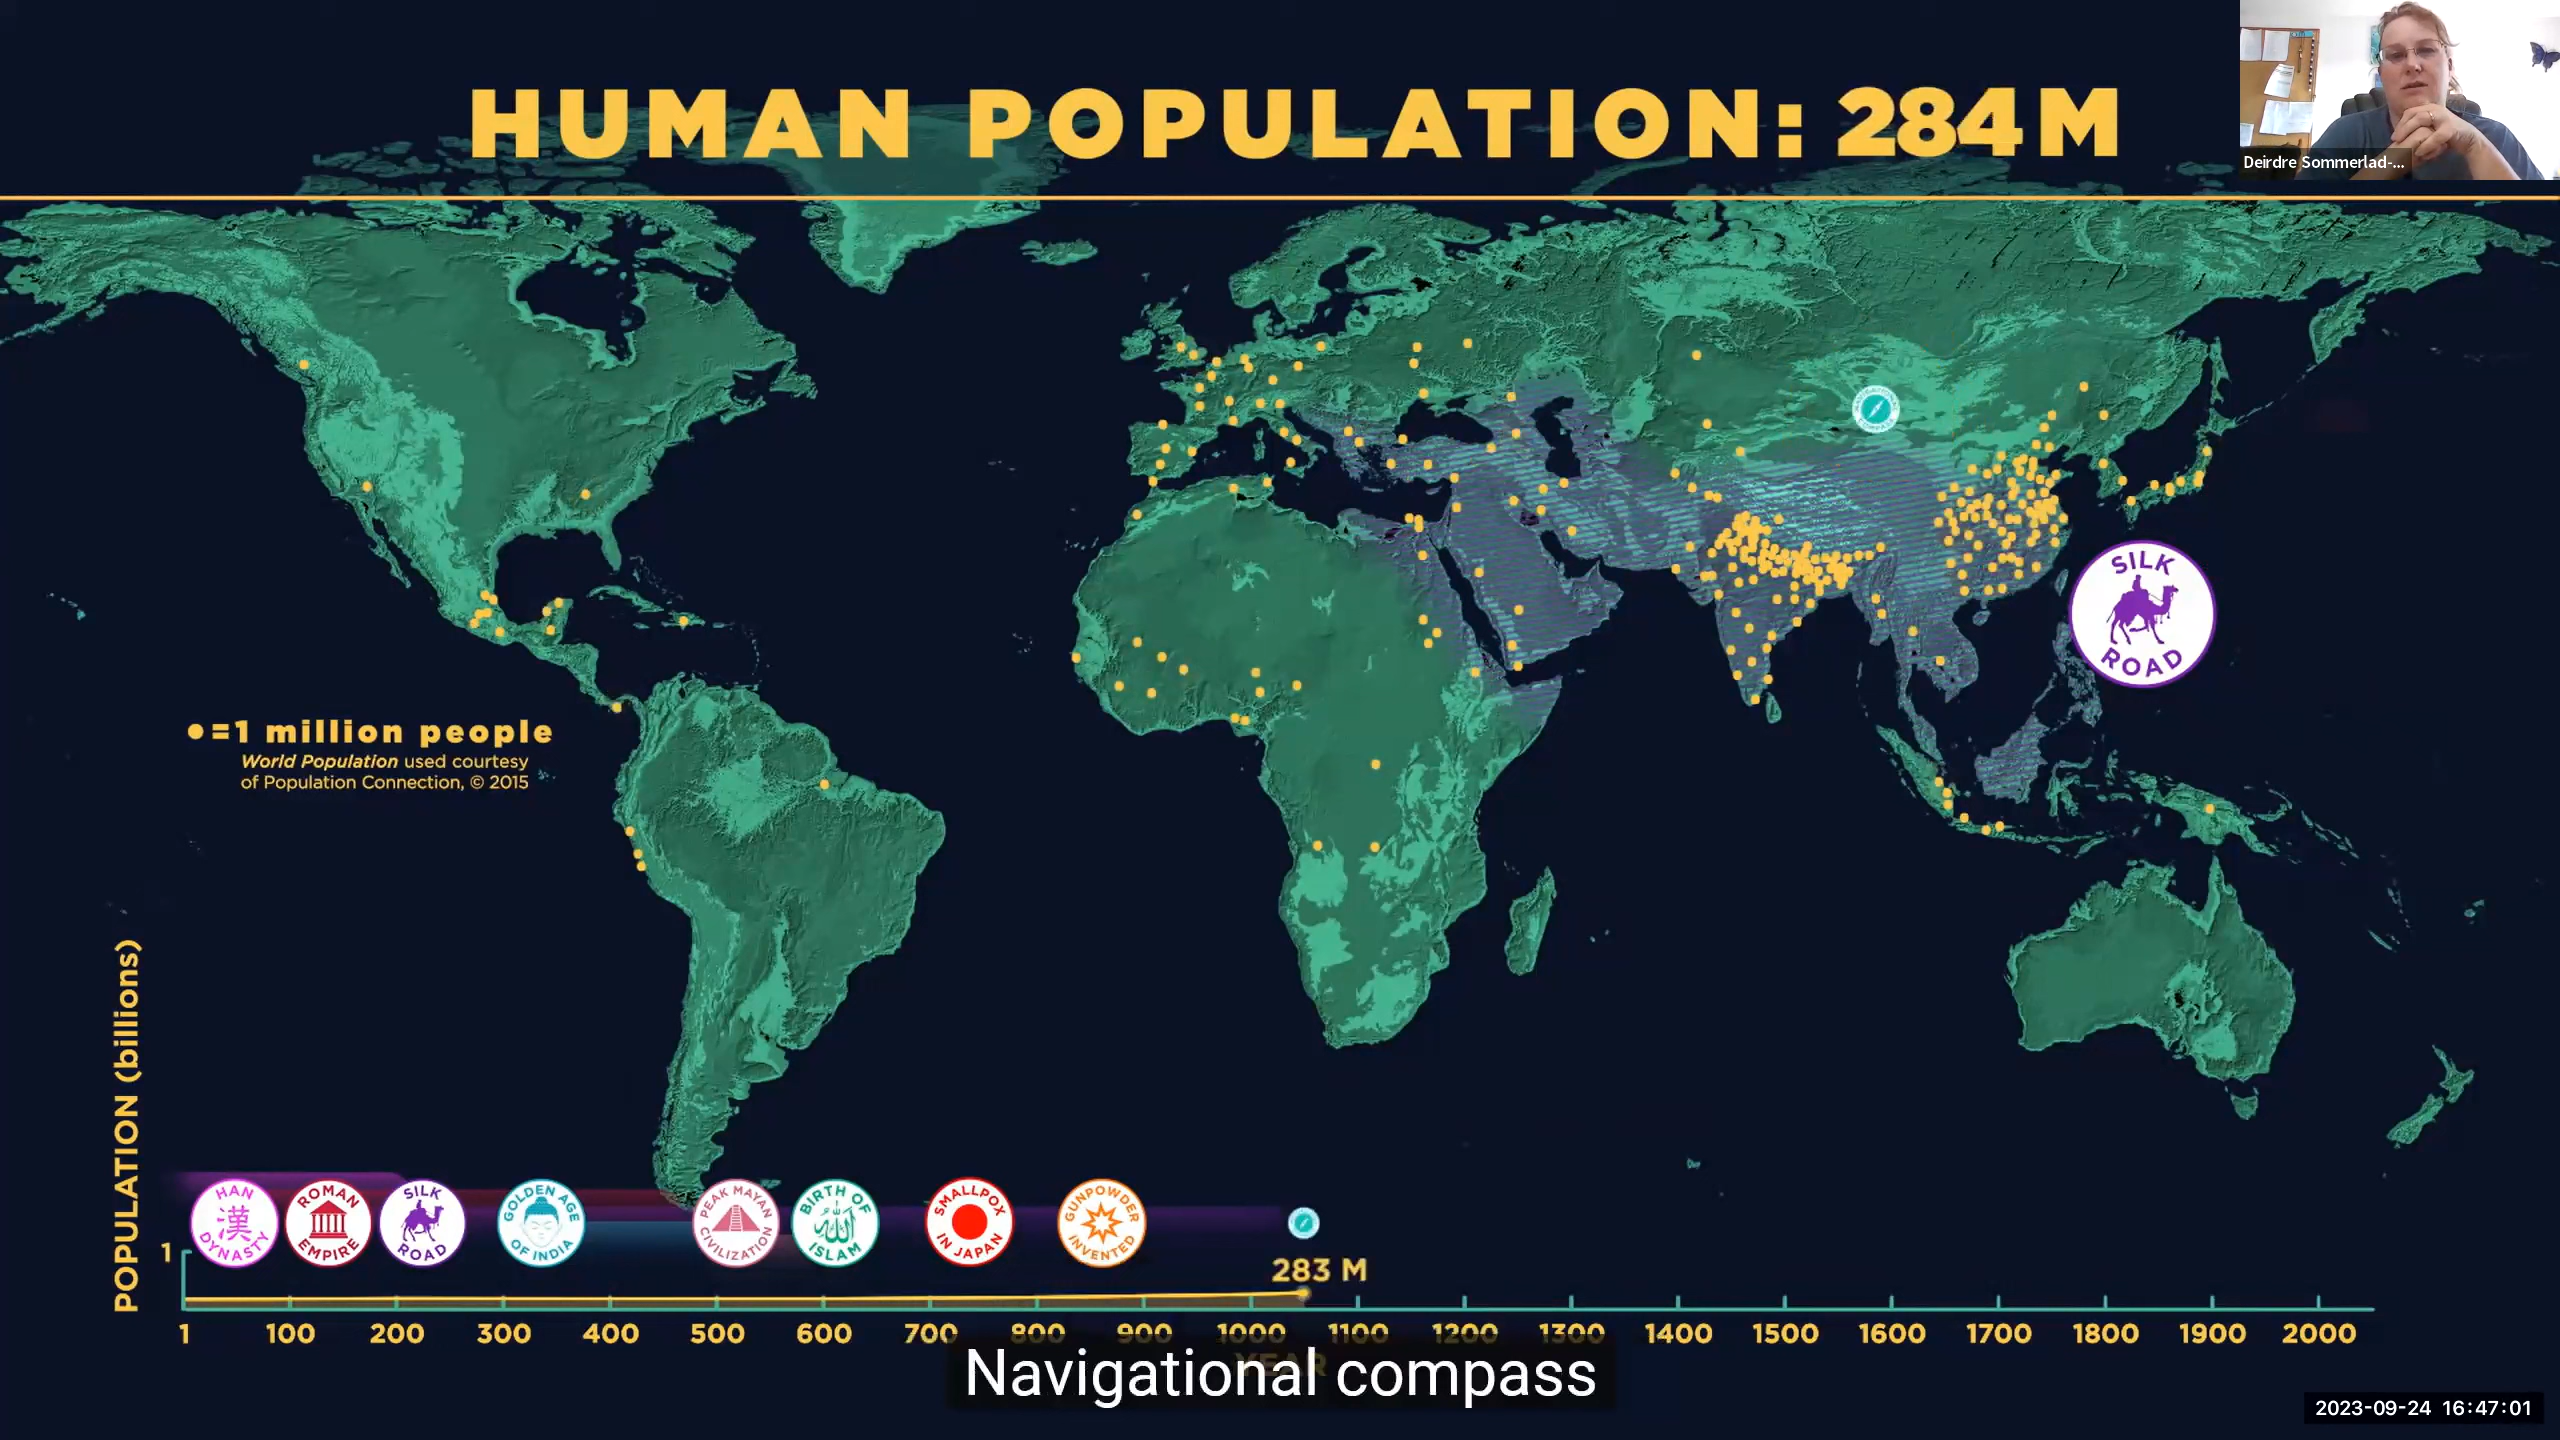 HUMAN POPULATION: 284M
Deirdre Sommerlad-...
SILK
ROAD
=1 million people
World Population used courtesy
of Population Connection, © 2015
POPULATION (billions)
HAN
漢
DYNASTY
ROMAN
EMPIRE
SILK
ROAD
GOLDEN AGE
OF INDIA
PEAK MAYAN
CIVILIZATION
BIRTH OF
الله
ISLAM
SMALLPOX
IN JAPAN
GUNPOWDER
INVENTED
1
283 M
1 100 200 300 400 500 600 700 800 900 1000 1100 1200 1300 1400 1500 1600 1700 1800 1900 2000
YEAR
Navigational compass
2023-09-24 16:47:01